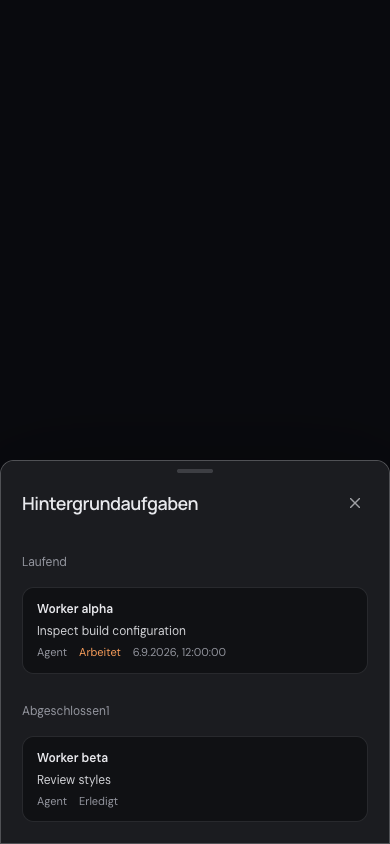 Hintergrundaufgaben
Laufend
Worker alpha
Inspect build configuration
Agent Arbeitet 6.9.2026, 12:00:00
Abgeschlossen1
Worker beta
Review styles
Agent Erledigt